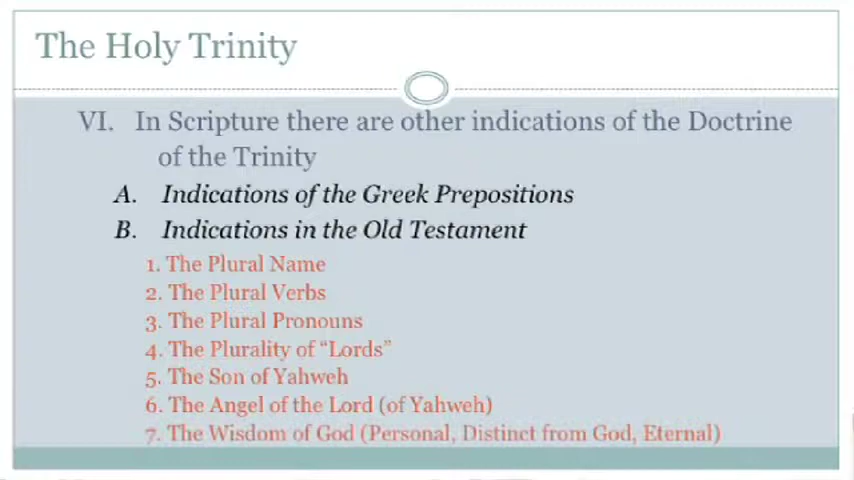 The Holy Trinity
VI. In Scripture there are other indications of the Doctrine
of the Trinity
A. Indications of the Greek Prepositions
B. Indications in the Old Testament
1. The Plural Name
2. The Plural Verbs
3. The Plural Pronouns
4. The Plurality of “Lords”
5. The Son of Yahweh
6. The Angel of the Lord (of Yahweh)
7. The Wisdom of God (Personal, Distinct from God, Eternal)